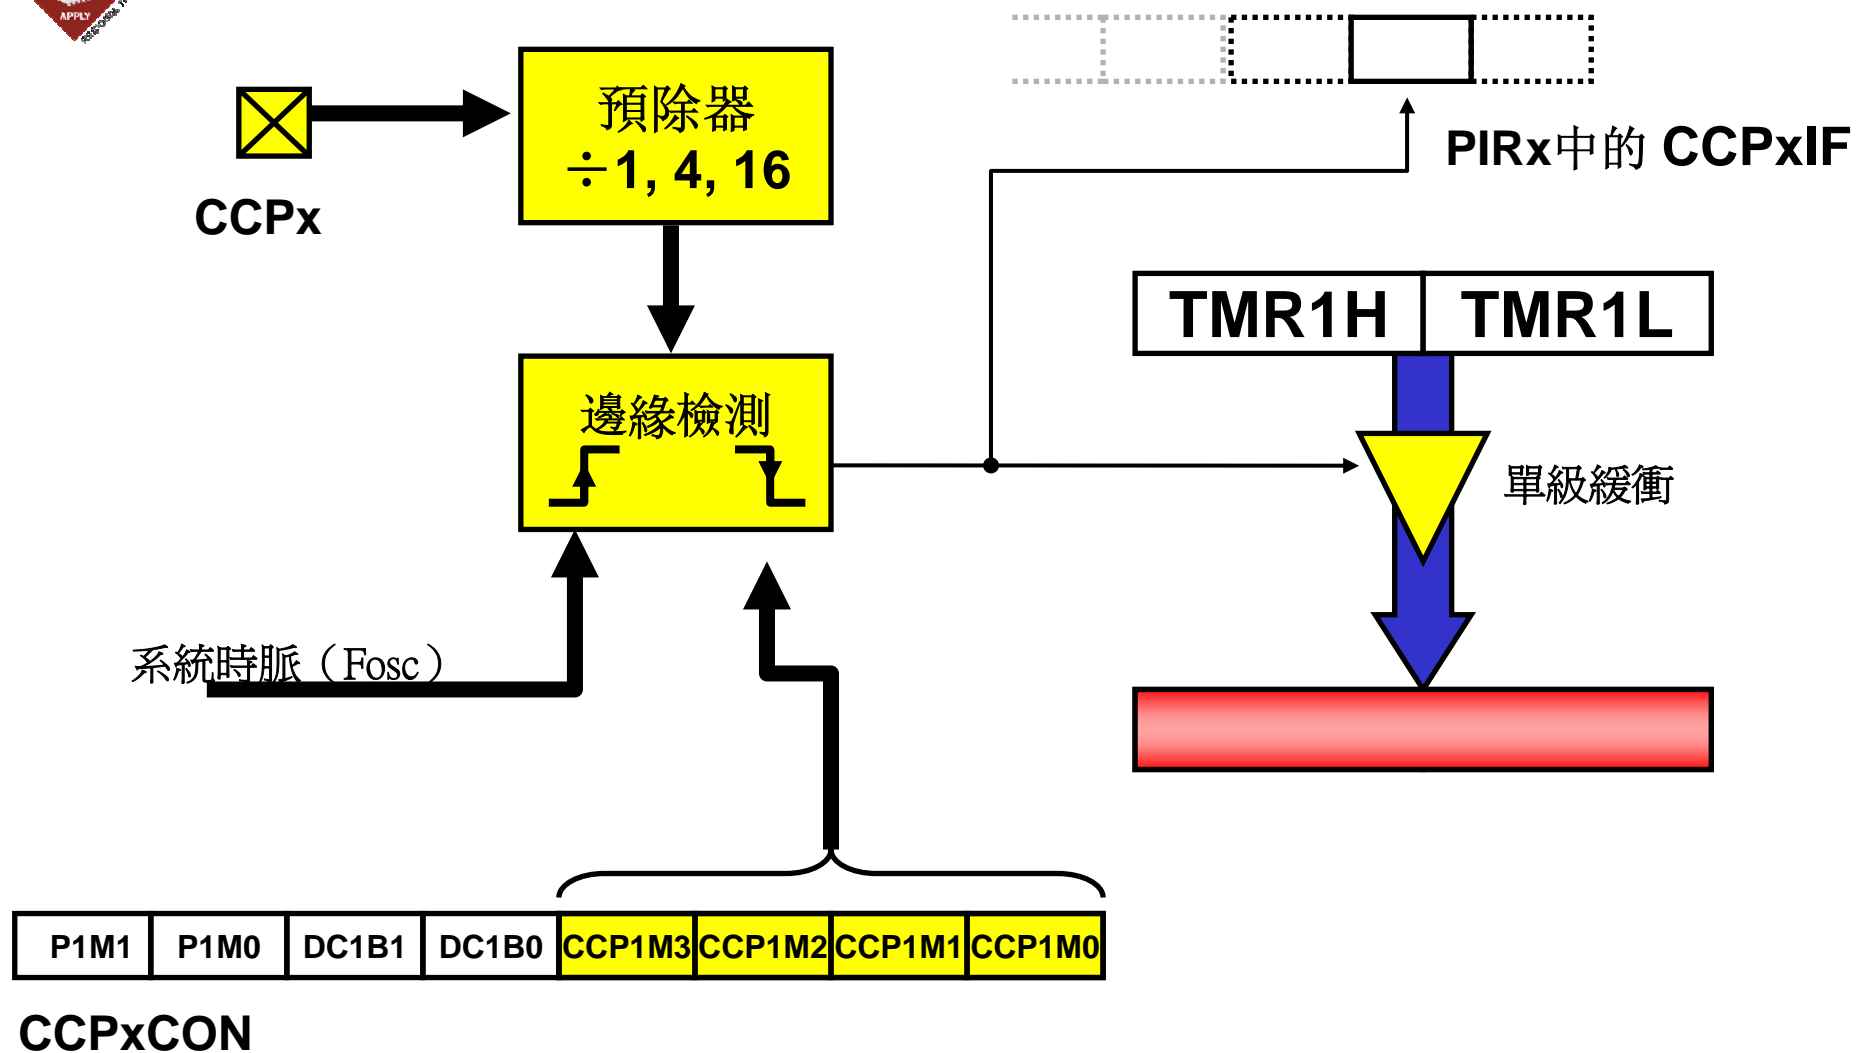 APPLY
預除器
÷1, 4, 16
CCPx
PIRx中的 CCPxIF
TMR1H TMR1L
邊緣檢測
單級緩衝
系統時脈（Fosc）
P1M1 P1M0 DC1B1 DC1B0 CCP1M3 CCP1M2 CCP1M1 CCP1M0
CCPxCON